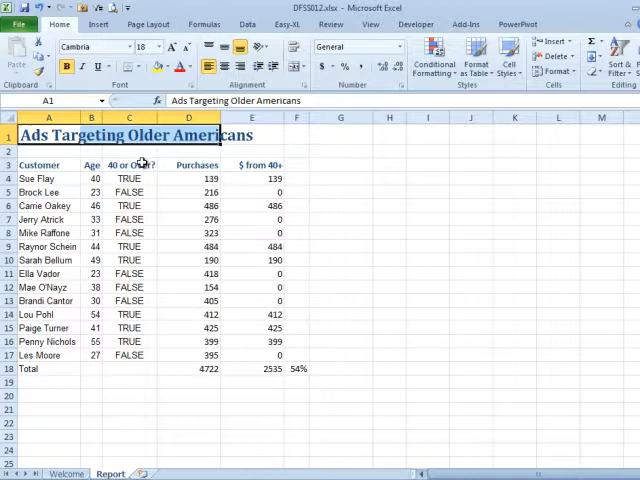 DFSS012.xlsx - Microsoft Excel
File Home Insert Page Layout Formulas Data Easy-XL Review View Developer Add-Ins PowerPivot
Cambria 18 A A General Insert Σ
Paste B I U A $ % , Conditional Formatting Format as Table Cell Styles Delete Format Sort & Filter
Clipboard Font Alignment Number Styles Cells
A1 fx Ads Targeting Older Americans
A B C D E F G H I J K L M
1 Ads Targeting Older Americans
2
3 Customer Age 40 or Over? Purchases $ from 40+
4 Sue Flay 40 TRUE 139 139
5 Brock Lee 23 FALSE 216 0
6 Carrie Oakey 46 TRUE 486 486
7 Jerry Atrick 33 FALSE 276 0
8 Mike Raffone 31 FALSE 323 0
9 Raynor Schein 44 TRUE 484 484
10 Sarah Bellum 49 TRUE 190 190
11 Ella Vador 23 FALSE 418 0
12 Mae O'Nayz 38 FALSE 154 0
13 Brandi Cantor 30 FALSE 405 0
14 Lou Pohl 54 TRUE 412 412
15 Paige Turner 41 TRUE 425 425
16 Penny Nichols 55 TRUE 399 399
17 Les Moore 27 FALSE 395 0
18 Total 4722 2535 54%
19
20
21
22
23
24
25
Welcome Report